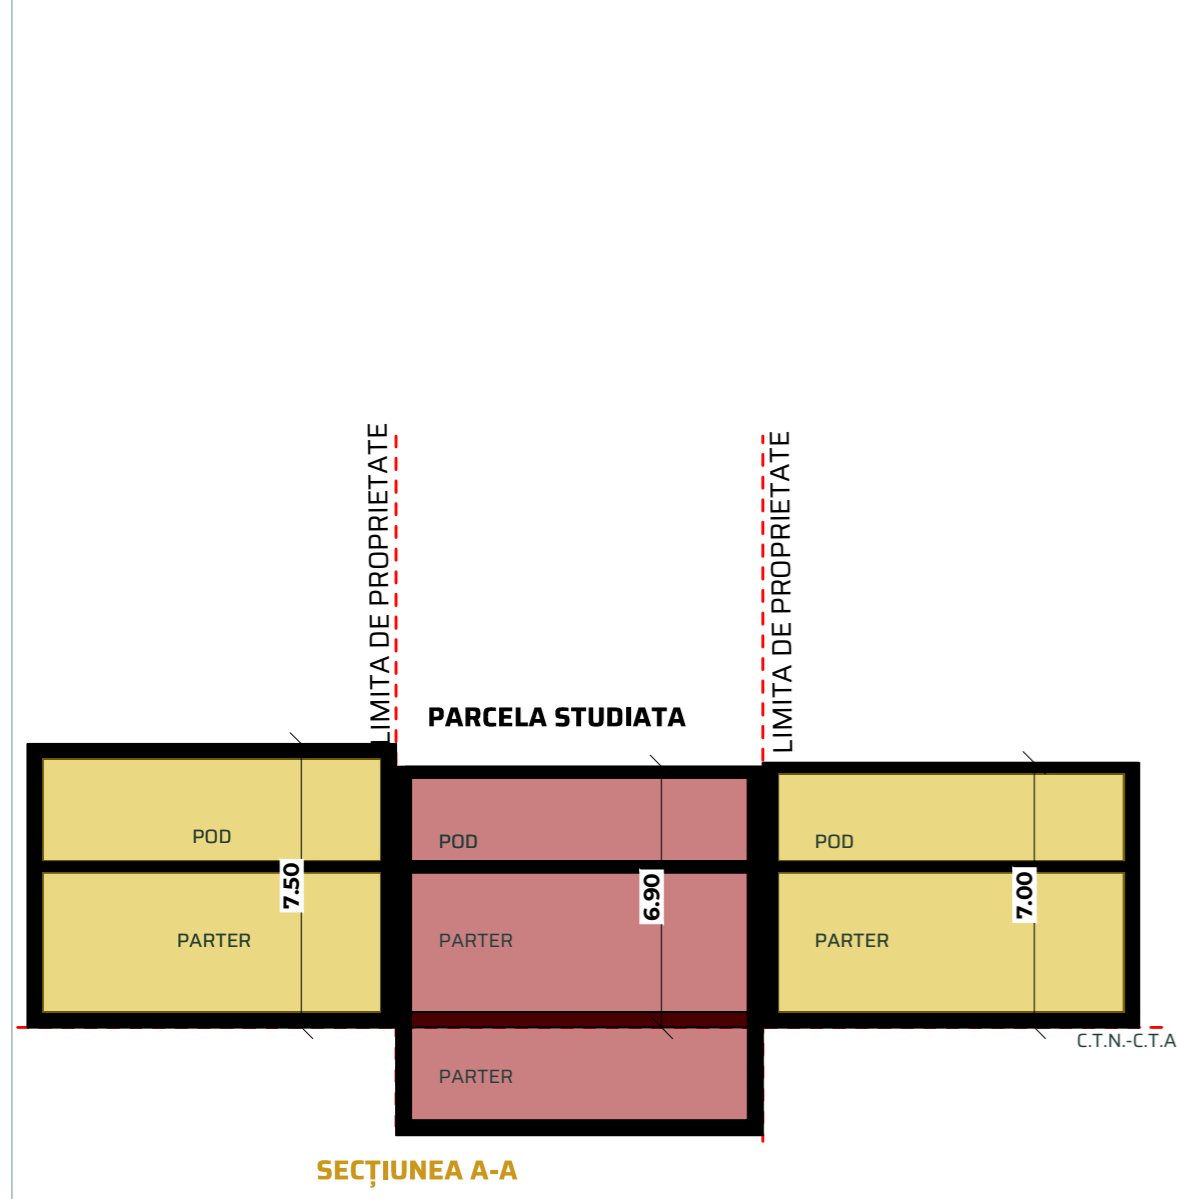 LIMITA DE PROPRIETATE
LIMITA DE PROPRIETATE
PARCELA STUDIATA
POD
POD
POD
7.50
6.90
7.00
PARTER
PARTER
PARTER
C.T.N.-C.T.A
PARTER
SECȚIUNEA A-A